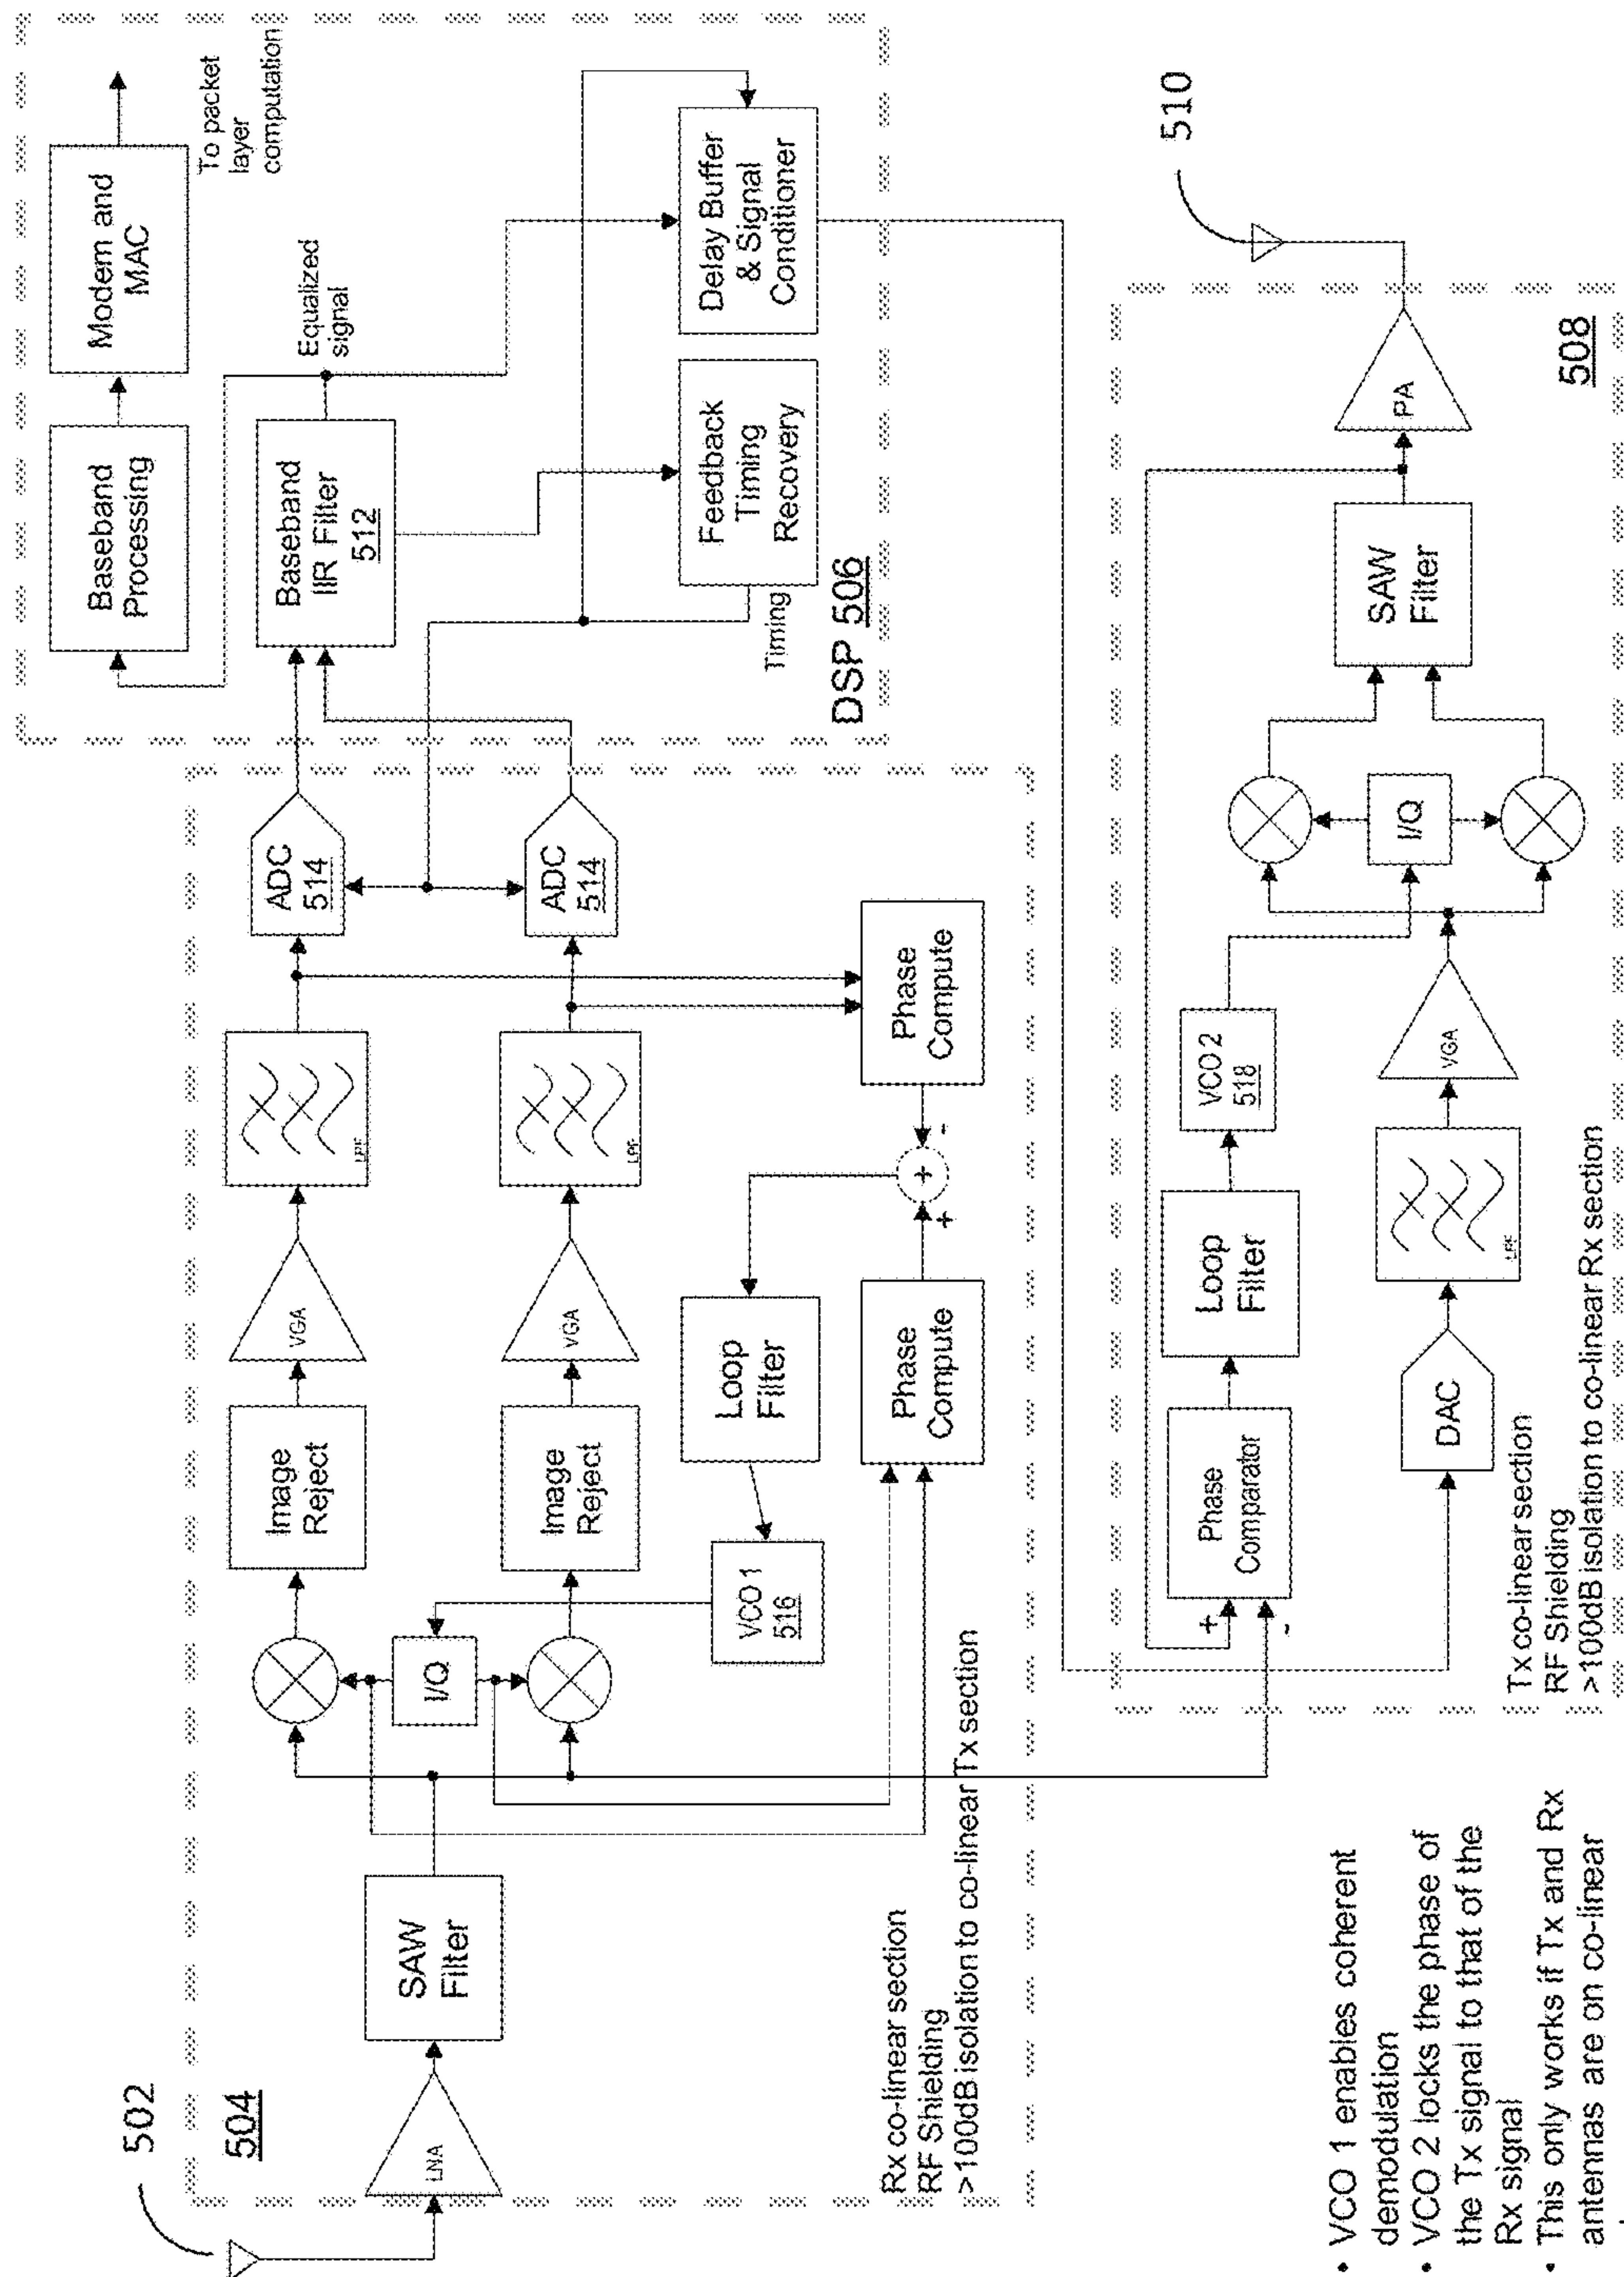 502
504
LNA
SAW
Filter
I/Q
Image
Reject
VGA
LPF
ADC
514
Image
Reject
VGA
LPF
ADC
514
VCO 1
516
Loop
Filter
Phase
Compute
+
+
-
Phase
Compute
Rx co-linear section
RF Shielding
>100dB isolation to co-linear Tx section
Baseband
Processing
Modem and
MAC
To packet
layer
computation
Baseband
IIR Filter
512
Equalized
signal
Feedback
Timing
Recovery
Timing
Delay Buffer
& Signal
Conditioner
DSP 506
510
+
-
Phase
Comparator
Loop
Filter
VCO 2
518
I/Q
SAW
Filter
PA
DAC
LPF
VGA
508
Tx co-linear section
RF Shielding
>100dB isolation to co-linear Rx section
• VCO 1 enables coherent
demodulation
• VCO 2 locks the phase of
the Tx signal to that of the
Rx signal
• This only works if Tx and Rx
antennas are on co-linear